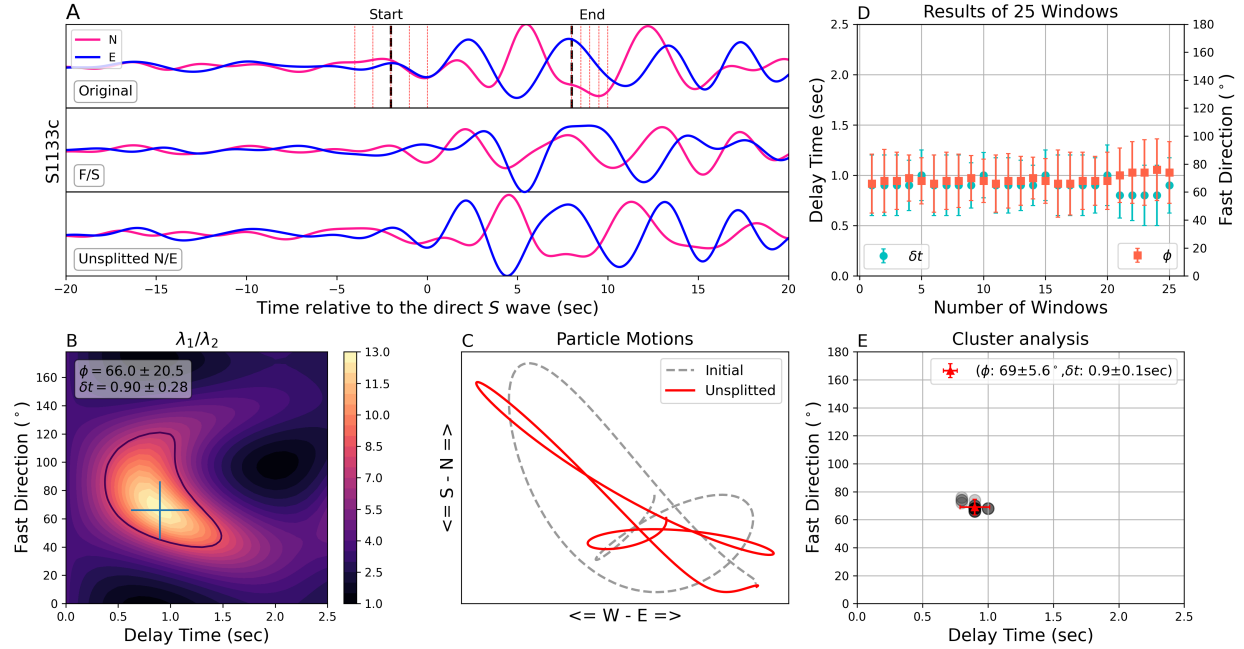 A
Start
End
N
E
Original
F/S
Unsplitted N/E
S1133c
−20 −15 −10 −5 0 5 10 15 20
Time relative to the direct S wave (sec)
D
Results of 25 Windows
2.5
2.0
1.5
1.0
0.5
0.0
Delay Time (sec)
180
160
140
120
100
80
60
40
20
0
Fast Direction ( ° )
δt
ϕ
0 5 10 15 20 25
Number of Windows
B
λ1/λ2
ϕ = 66.0 ± 20.5
δt = 0.90 ± 0.28
160
140
120
100
80
60
40
20
0
Fast Direction ( ° )
0.0 0.5 1.0 1.5 2.0 2.5
Delay Time (sec)
13.0
11.5
10.0
8.5
7.0
5.5
4.0
2.5
1.0
C
Particle Motions
Initial
Unsplitted
<= S - N =>
<= W - E =>
E
Cluster analysis
(ϕ: 69±5.6°,δt: 0.9±0.1sec)
180
160
140
120
100
80
60
40
20
0
Fast Direction ( ° )
0.0 0.5 1.0 1.5 2.0 2.5
Delay Time (sec)